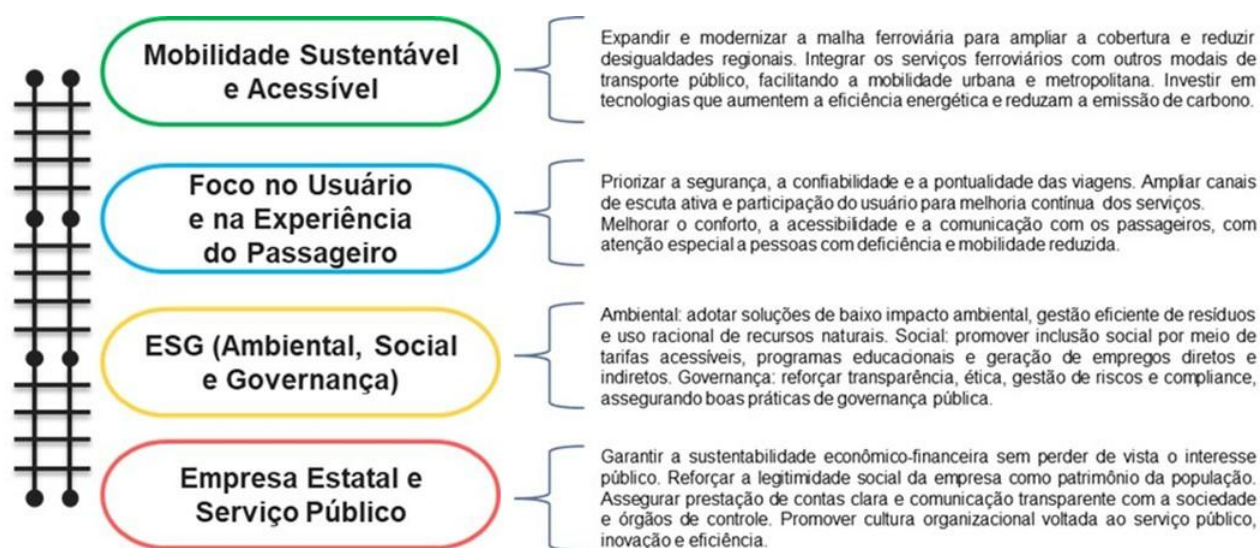 Mobilidade Sustentável
e Acessível
Expandir e modernizar a malha ferroviária para ampliar a cobertura e reduzir
desigualdades regionais. Integrar os serviços ferroviários com outros modais de
transporte público, facilitando a mobilidade urbana e metropolitana. Investir em
tecnologias que aumentem a eficiência energética e reduzam a emissão de carbono.
Foco no Usuário
e na Experiência
do Passageiro
Priorizar a segurança, a confiabilidade e a pontualidade das viagens. Ampliar canais
de escuta ativa e participação do usuário para melhoria contínua dos serviços.
Melhorar o conforto, a acessibilidade e a comunicação com os passageiros, com
atenção especial a pessoas com deficiência e mobilidade reduzida.
ESG (Ambiental, Social
e Governança)
Ambiental: adotar soluções de baixo impacto ambiental, gestão eficiente de resíduos
e uso racional de recursos naturais. Social: promover inclusão social por meio de
tarifas acessíveis, programas educacionais e geração de empregos diretos e
indiretos. Governança: reforçar transparência, ética, gestão de riscos e compliance,
assegurando boas práticas de governança pública.
Empresa Estatal e
Serviço Público
Garantir a sustentabilidade econômico-financeira sem perder de vista o interesse
público. Reforçar a legitimidade social da empresa como patrimônio da população.
Assegurar prestação de contas clara e comunicação transparente com a sociedade
e órgãos de controle. Promover cultura organizacional voltada ao serviço público,
inovação e eficiência.